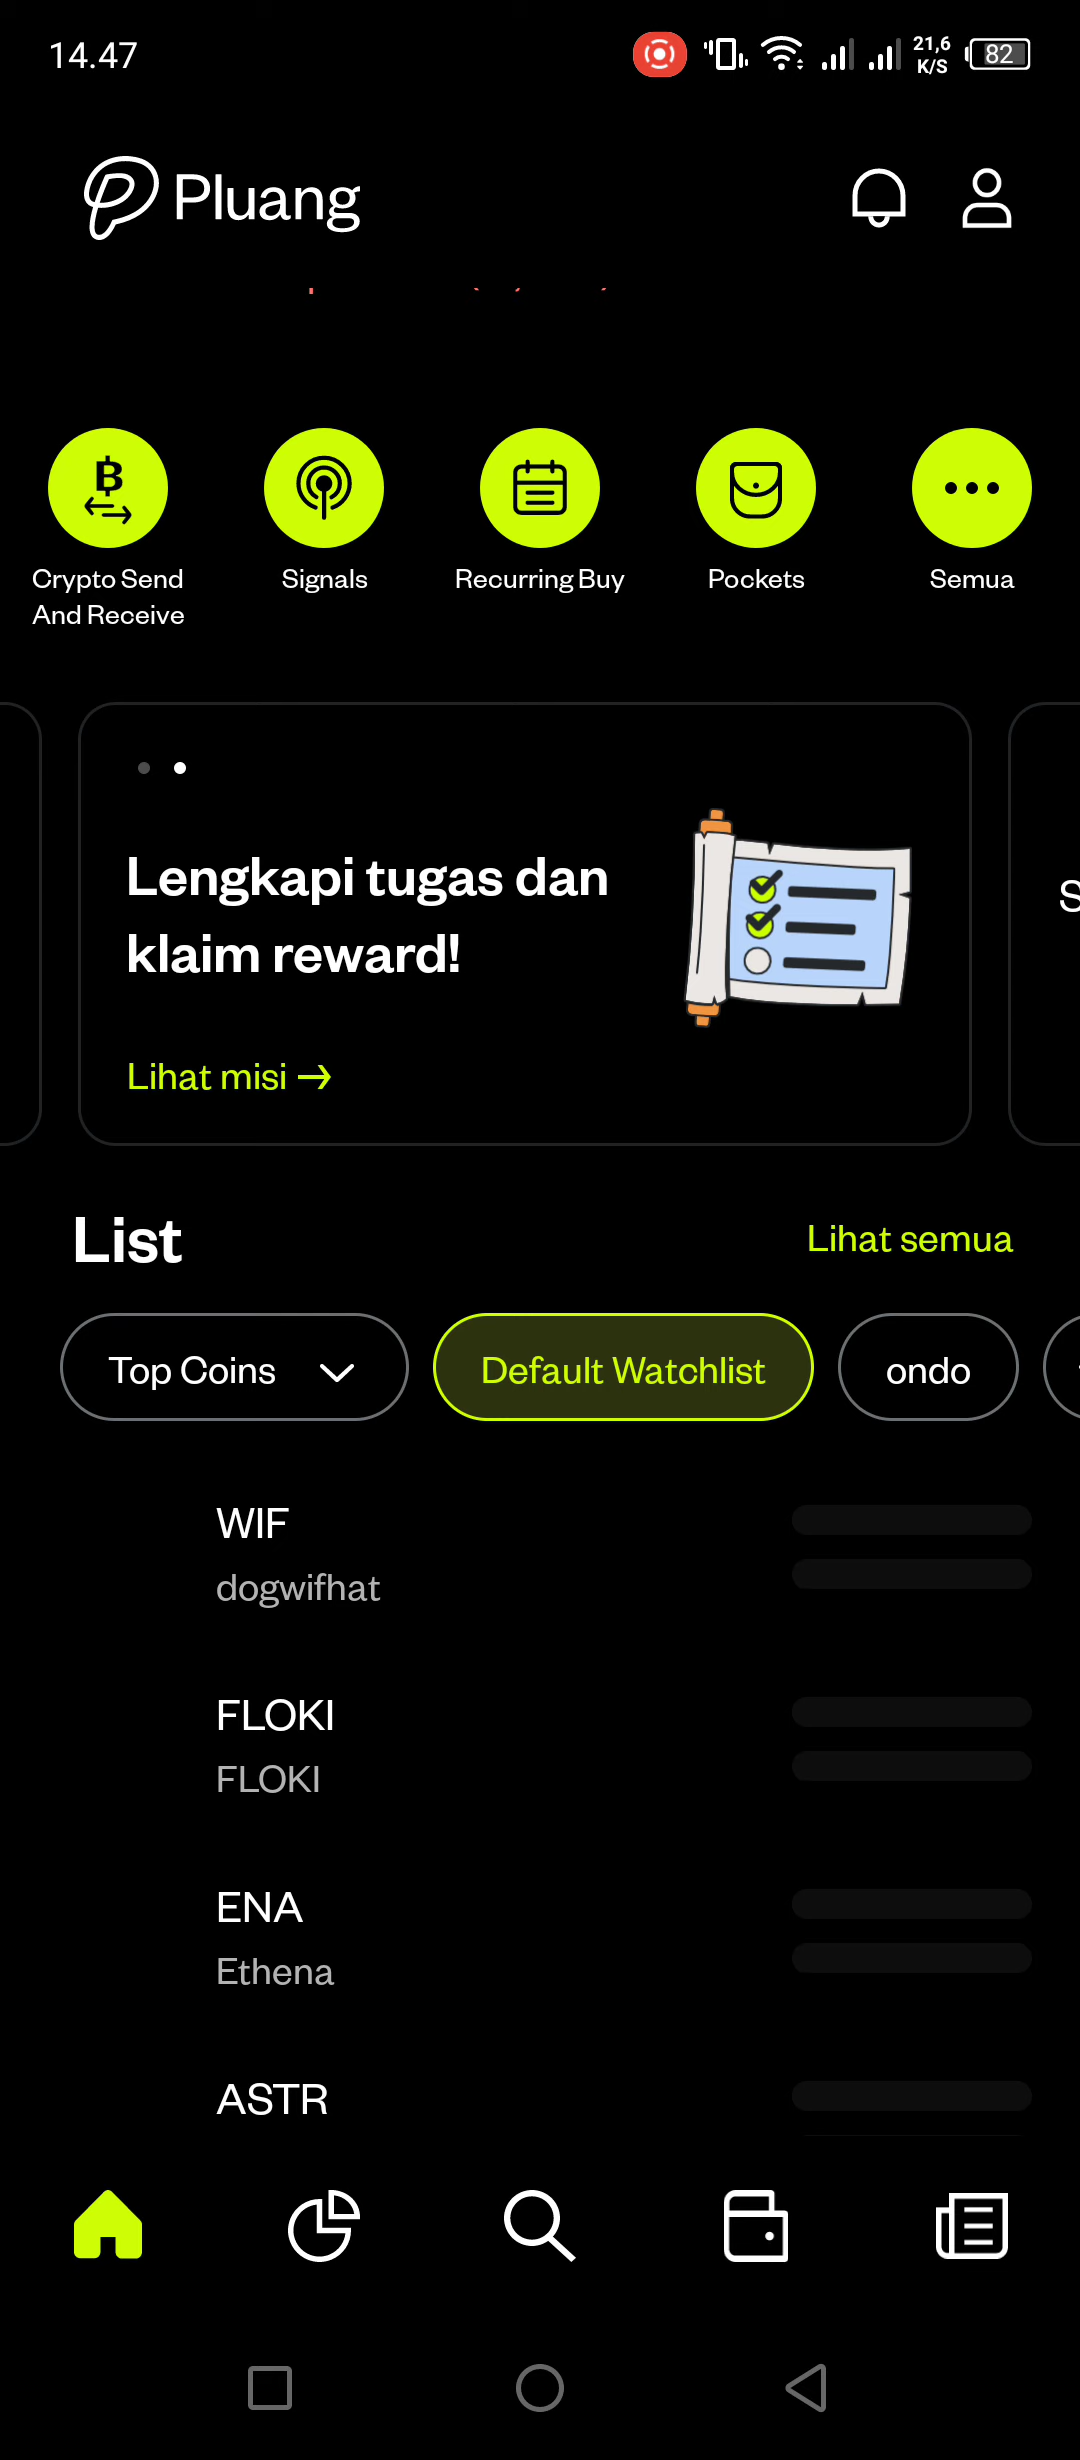 14.47
21,6
K/S
82
Pluang
Crypto Send
And Receive
Signals
Recurring Buy
Pockets
Semua
Lengkapi tugas dan
klaim reward!
Lihat misi →
S
List
Lihat semua
Top Coins
Default Watchlist
ondo
WIF
dogwifhat
FLOKI
FLOKI
ENA
Ethena
ASTR